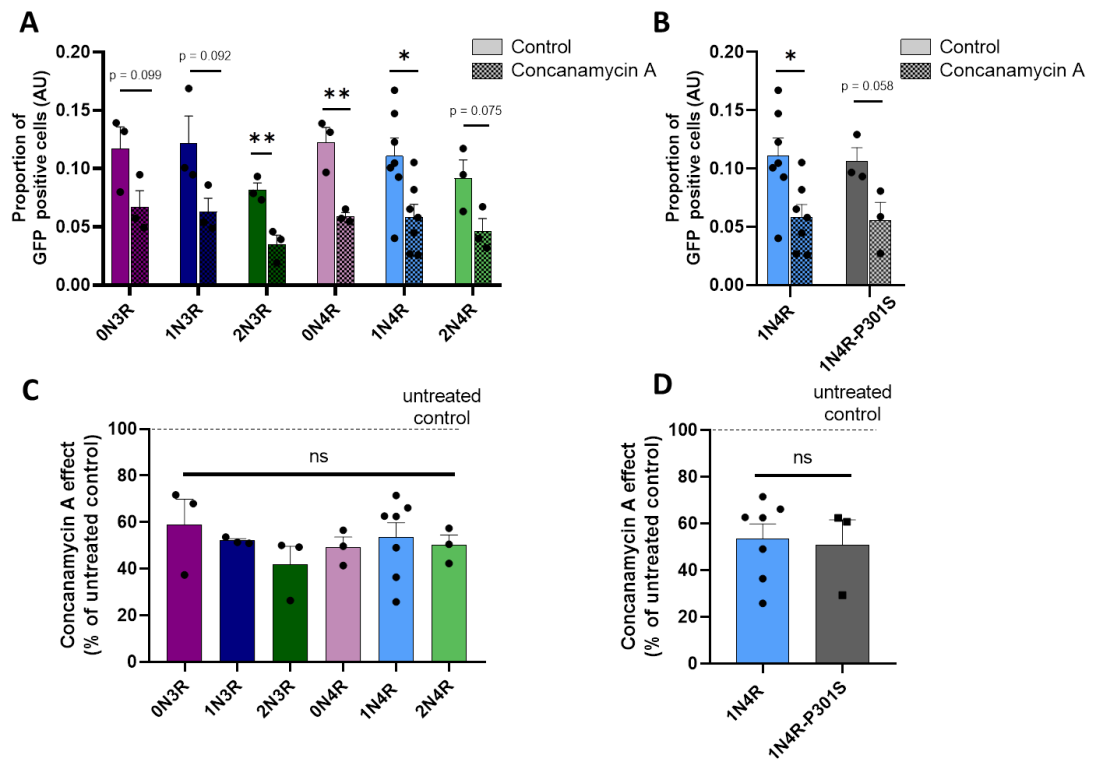 A
Proportion of
GFP positive cells (AU)
0.20
0.15
0.10
0.05
0.00
p = 0.099
p = 0.092
**
**
*
p = 0.075
Control
Concanamycin A
0N3R
1N3R
2N3R
0N4R
1N4R
2N4R
B
Proportion of
GFP positive cells (AU)
0.20
0.15
0.10
0.05
0.00
*
p = 0.058
Control
Concanamycin A
1N4R
1N4R-P301S
C
Concanamycin A effect
(% of untreated control)
untreated
control
100
80
60
40
20
0
ns
0N3R
1N3R
2N3R
0N4R
1N4R
2N4R
D
Concanamycin A effect
(% of untreated control)
untreated
control
100
80
60
40
20
0
ns
1N4R
1N4R-P301S